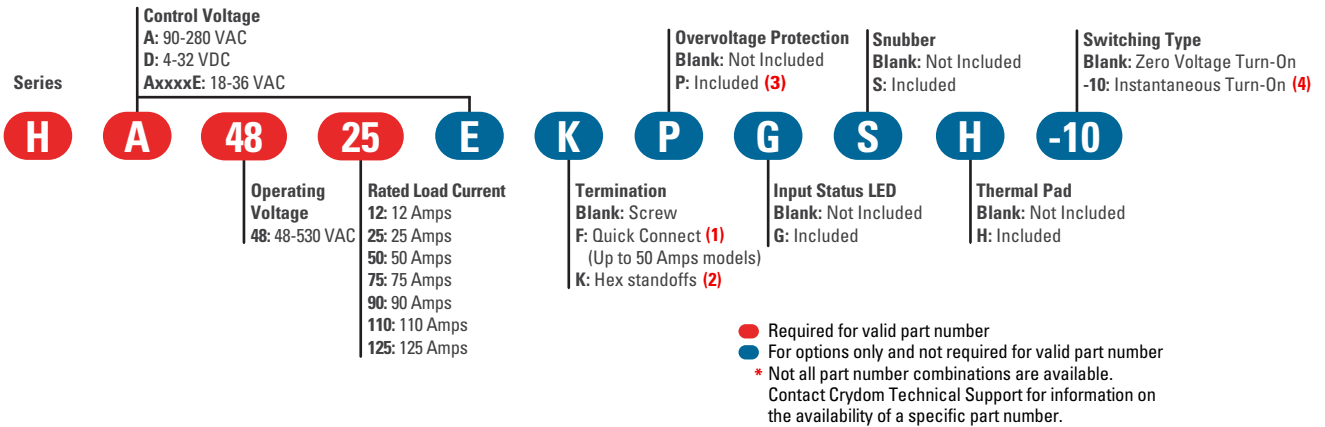 Control Voltage
A: 90-280 VAC
D: 4-32 VDC
AxxxxE: 18-36 VAC
Overvoltage Protection
Blank: Not Included
P: Included (3)
Snubber
Blank: Not Included
S: Included
Switching Type
Blank: Zero Voltage Turn-On
-10: Instantaneous Turn-On (4)
Series
H A 48 25 E K P G S H -10
Operating
Voltage
48: 48-530 VAC
Rated Load Current
12: 12 Amps
25: 25 Amps
50: 50 Amps
75: 75 Amps
90: 90 Amps
110: 110 Amps
125: 125 Amps
Termination
Blank: Screw
F: Quick Connect (1)
(Up to 50 Amps models)
K: Hex standoffs (2)
Input Status LED
Blank: Not Included
G: Included
Thermal Pad
Blank: Not Included
H: Included
Required for valid part number
For options only and not required for valid part number
* Not all part number combinations are available.
Contact Crydom Technical Support for information on
the availability of a specific part number.